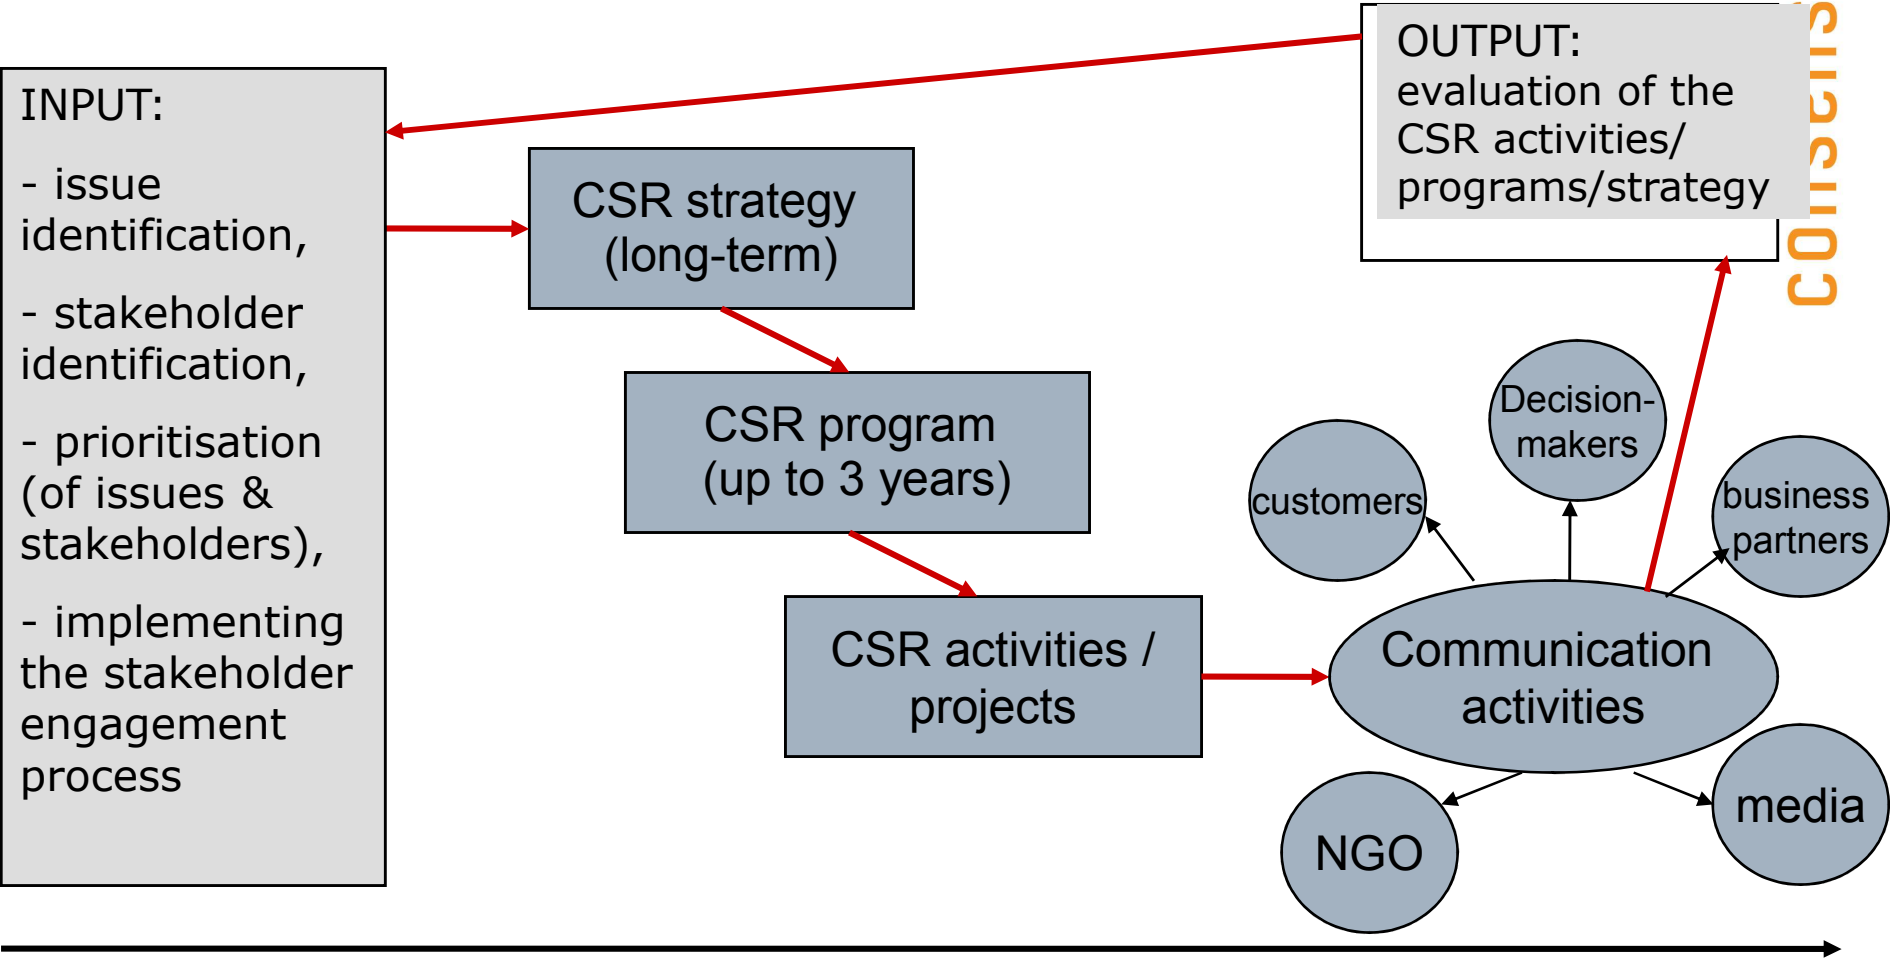 INPUT:
- issue
identification,
- stakeholder
identification,
- prioritisation
(of issues &
stakeholders),
- implementing
the stakeholder
engagement
process
CSR strategy
(long-term)
CSR program
(up to 3 years)
CSR activities /
projects
OUTPUT:
evaluation of the
CSR activities/
programs/strategy
Decision-
makers
customers
business
partners
Communication
activities
NGO
media